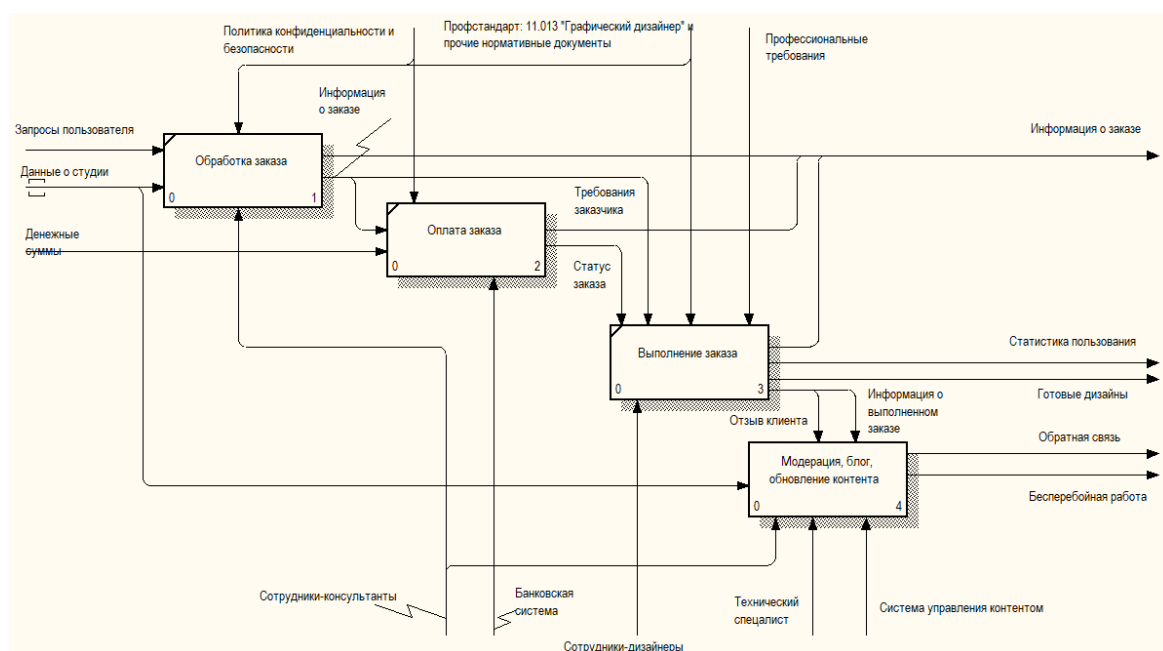 Политика конфиденциальности и
безопасности
Профстандарт: 11.013 "Графический дизайнер" и
прочие нормативные документы
Профессиональные
требования
Информация
о заказе
Запросы пользователя
Информация о заказе
Обработка заказа
0
1
Данные о студии
Требования
заказчика
Денежные
суммы
Оплата заказа
0
2
Статус
заказа
Выполнение заказа
0
3
Статистика пользования
Готовые дизайны
Отзыв клиента
Информация о
выполненном
заказе
Обратная связь
Модерация, блог,
обновление контента
0
4
Бесперебойная работа
Сотрудники-консультанты
Банковская
система
Технический
спецалист
Система управления контентом
Сотрудники-дизайнеры